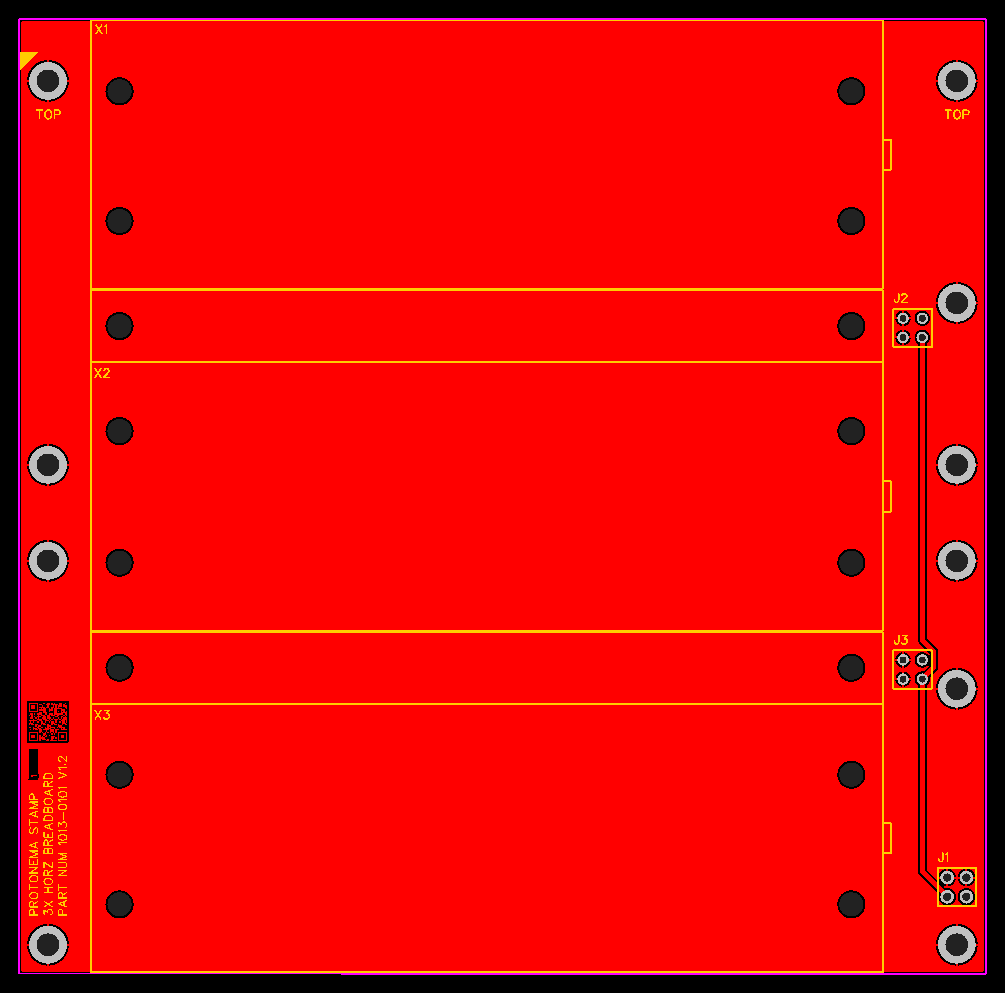 X1
TOP
TOP
J2
X2
J3
X3
J1
PROTONEMA STAMP
3X HORZ BREADBOARD
PART NUM 1013-0101 V1.2